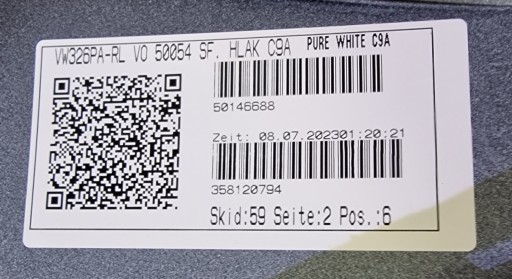 VW326PA-RL VO 50054 SF. HLAK C9A PURE WHITE C9A
50146688
Zeit: 08.07.202301:20:21
358120794
Skid:59 Seite:2 Pos.:6